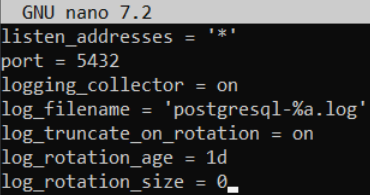 GNU nano 7.2
listen_addresses = '*'
port = 5432
logging_collector = on
log_filename = 'postgresql-%a.log'
log_truncate_on_rotation = on
log_rotation_age = 1d
log_rotation_size = 0